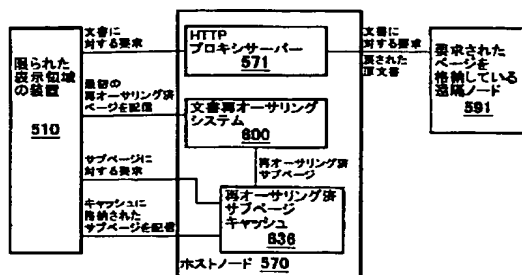 限られた
表示領域
の装置
510
文書に
対する要求
最初の
再オーサリング済
ページを配信
サブページに
対する要求
キャッシュに
格納された
サブページを配信
HTTP
プロキシサーバー
571
文書再オーサリング
システム
600
再オーサリング済
サブページ
再オーサリング済
サブページ
キャッシュ
636
ホストノード 570
文書に
対する要求
戻された
原文書
要求された
ページを
格納している
遠隔ノード
591